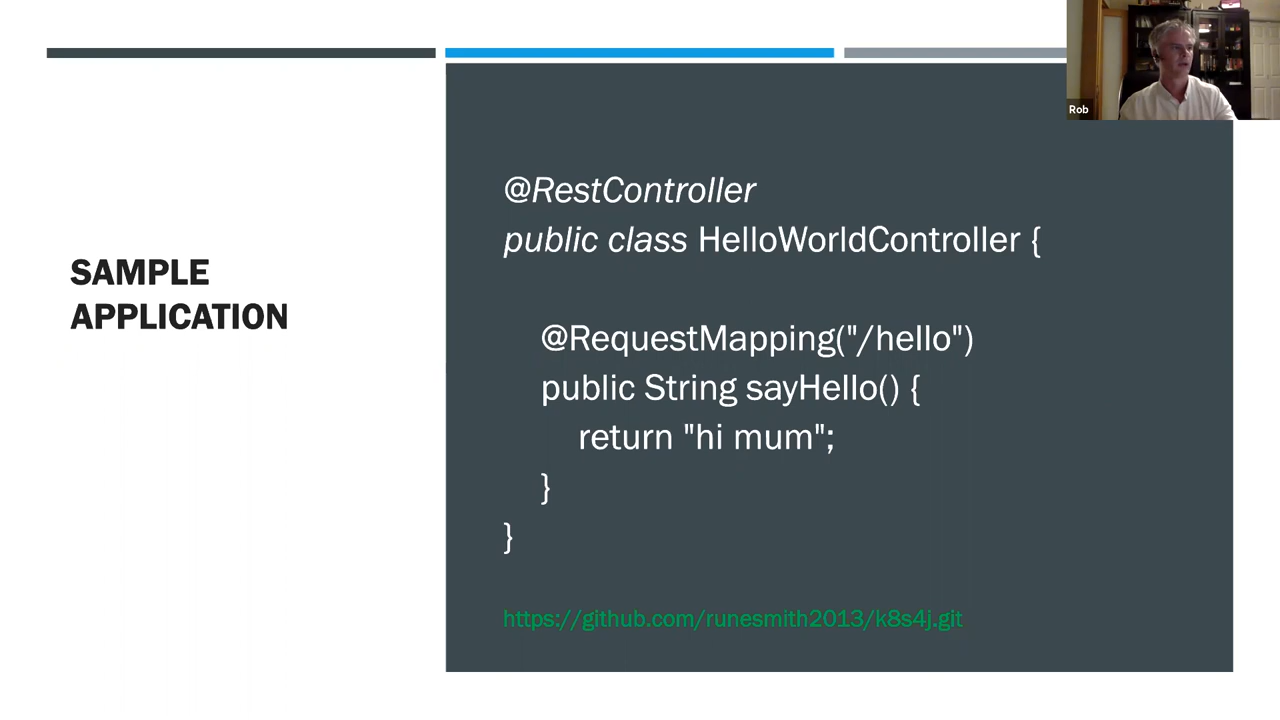 Rob
SAMPLE
APPLICATION
@RestController
public class HelloWorldController {
@RequestMapping("/hello")
public String sayHello() {
return "hi mum";
}
}
https://github.com/runesmith2013/k8s4j.git